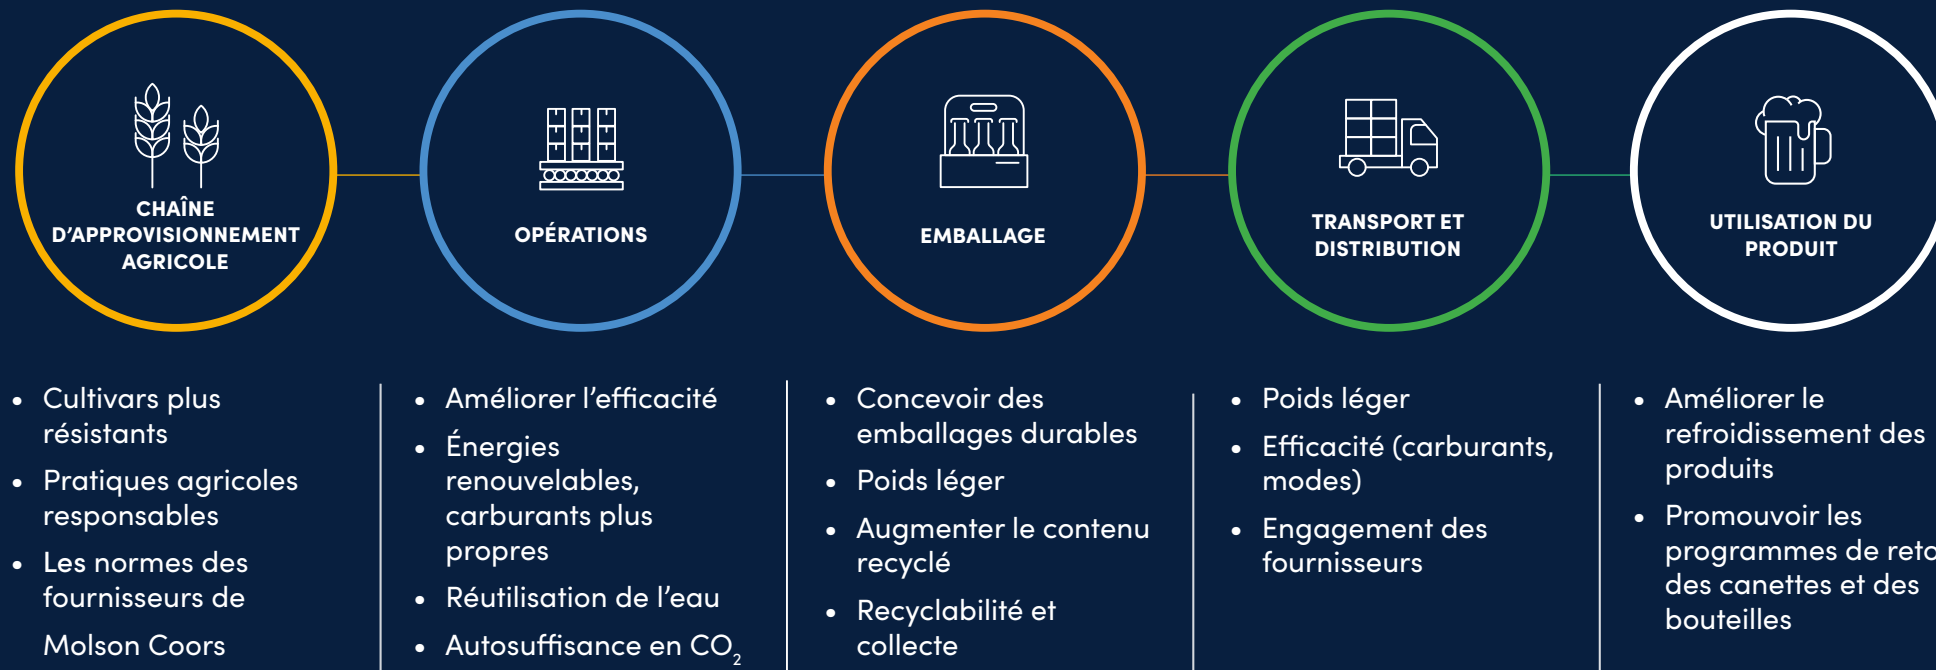 CHAÎNE
D’APPROVISIONNEMENT
AGRICOLE
OPÉRATIONS
EMBALLAGE
TRANSPORT ET
DISTRIBUTION
UTILISATION DU
PRODUIT
• Cultivars plus
résistants
• Pratiques agricoles
responsables
• Les normes des
fournisseurs de
Molson Coors
• Améliorer l’efficacité
• Énergies
renouvelables,
carburants plus
propres
• Réutilisation de l’eau
• Autosuffisance en CO₂
• Concevoir des
emballages durables
• Poids léger
• Augmenter le contenu
recyclé
• Recyclabilité et
collecte
• Poids léger
• Efficacité (carburants,
modes)
• Engagement des
fournisseurs
• Améliorer le
refroidissement des
produits
• Promouvoir les
programmes de
des canettes et des
bouteilles